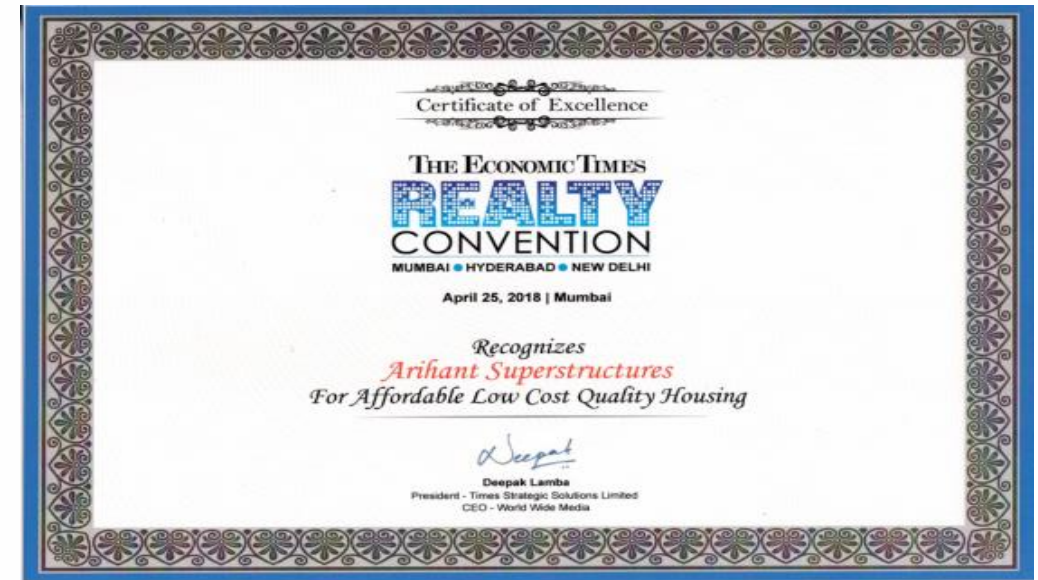 Certificate of Excellence
THE ECONOMIC TIMES
REALTY
CONVENTION
MUMBAI • HYDERABAD • NEW DELHI
April 25, 2018 | Mumbai
Recognizes
Arihant Superstructures
For Affordable Low Cost Quality Housing
Deepak
Deepak Lamba
President - Times Strategic Solutions Limited
CEO - World Wide Media